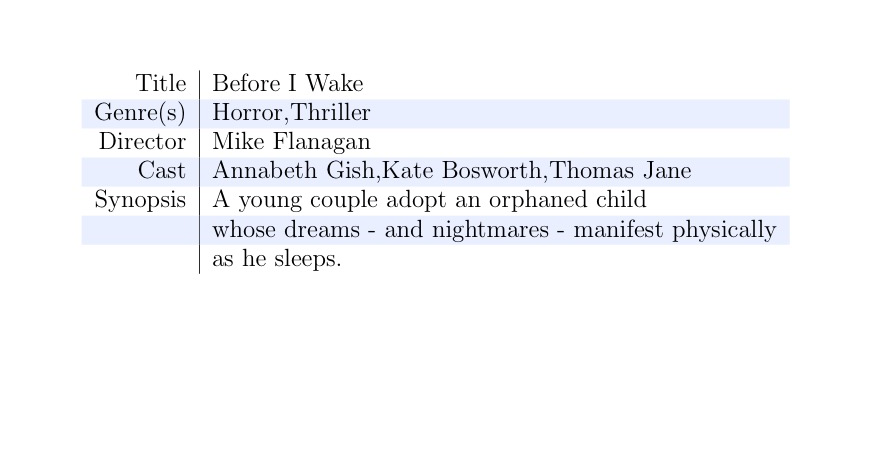 Title Before I Wake
Genre(s) Horror,Thriller
Director Mike Flanagan
Cast Annabeth Gish,Kate Bosworth,Thomas Jane
Synopsis A young couple adopt an orphaned child
whose dreams - and nightmares - manifest physically
as he sleeps.